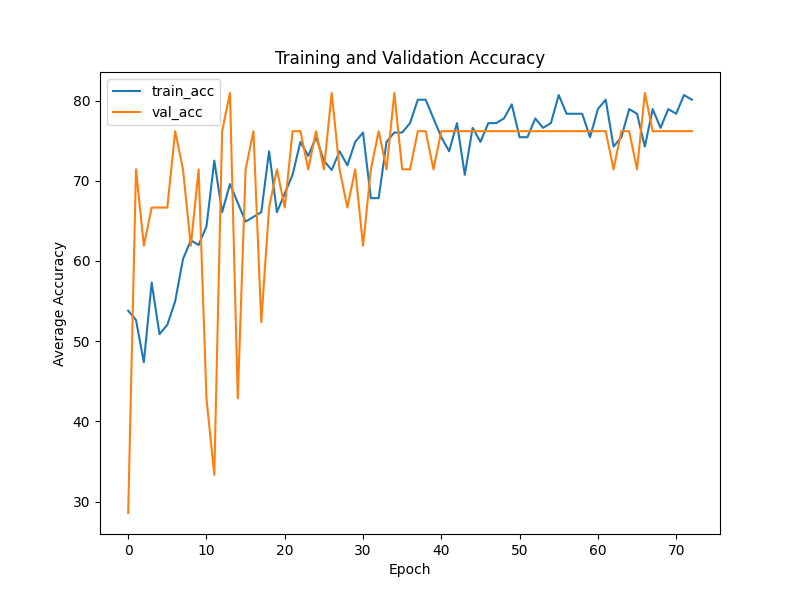 Training and Validation Accuracy
train_acc
val_acc
Average Accuracy
80
70
60
50
40
30
0 10 20 30 40 50 60 70
Epoch